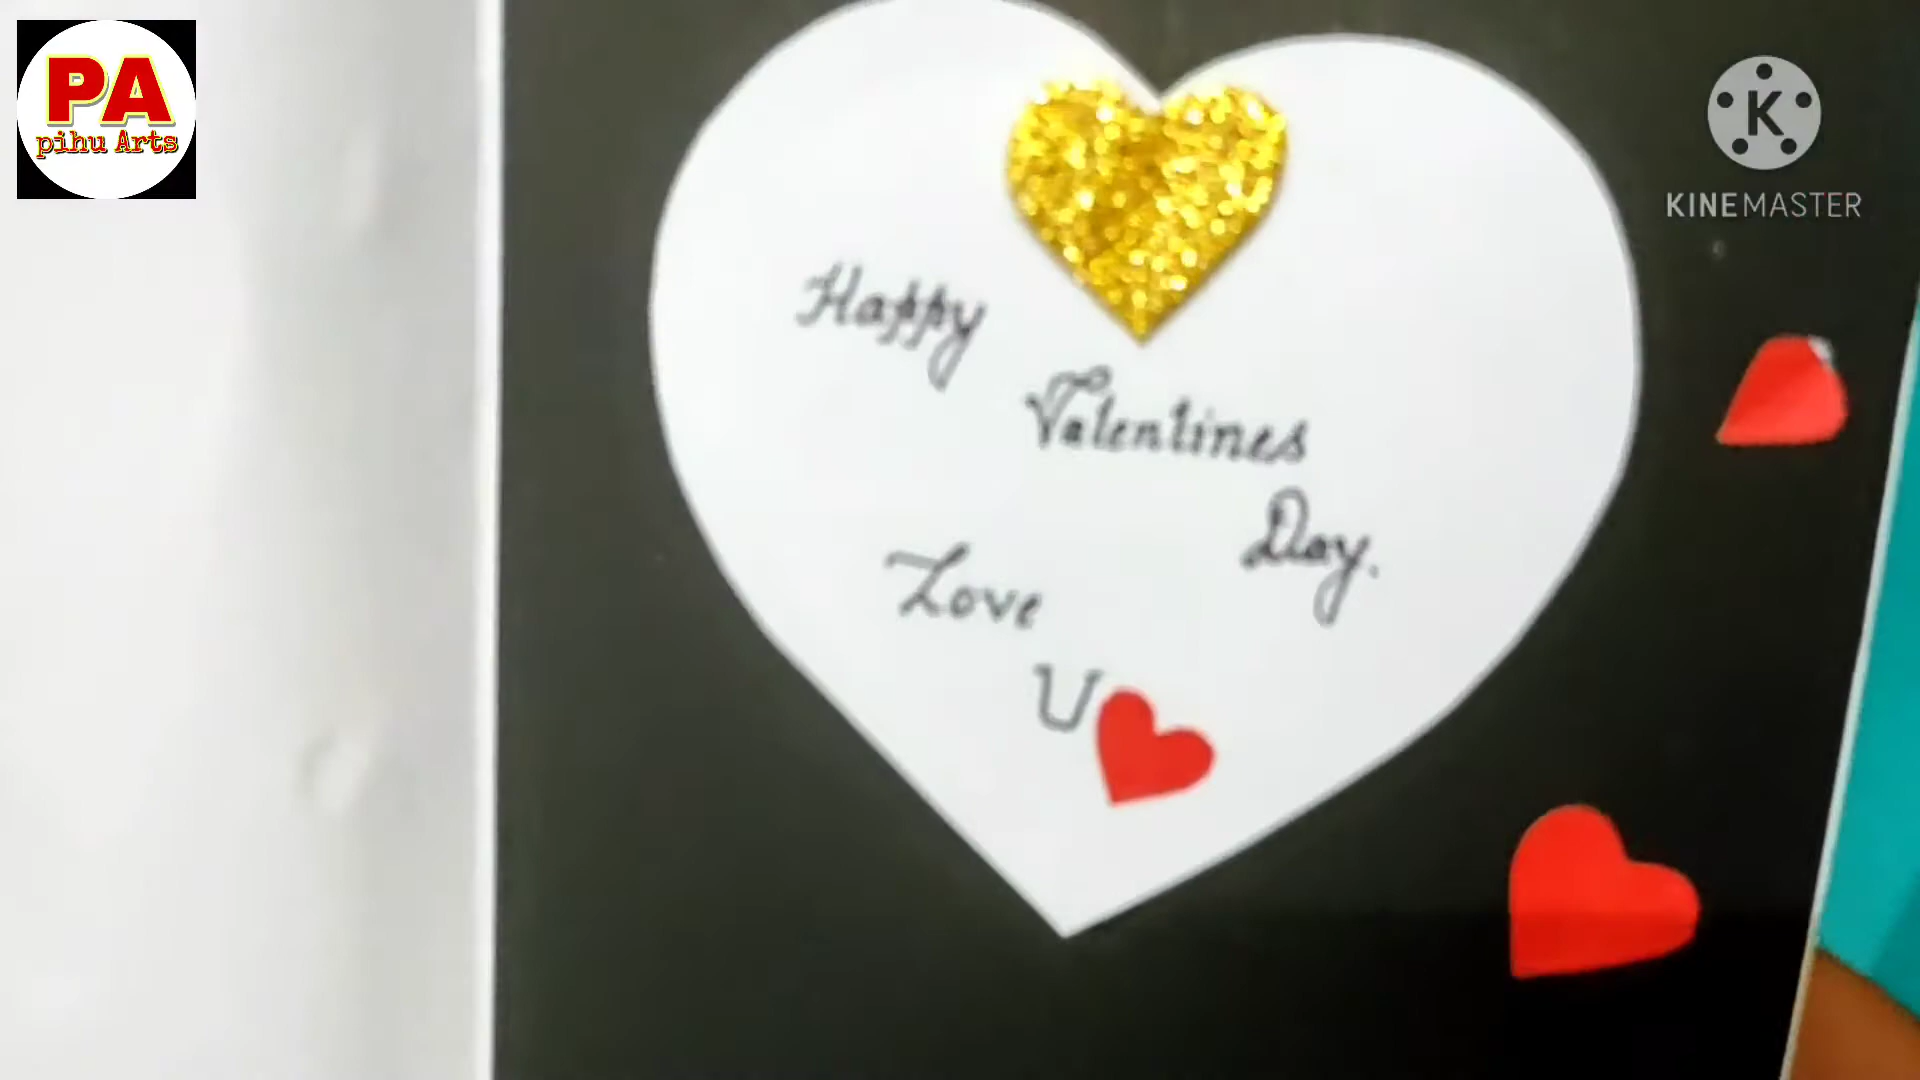 PA
pihu Arts
K
KINEMASTER
Happy
Valentines
Day.
Love
U